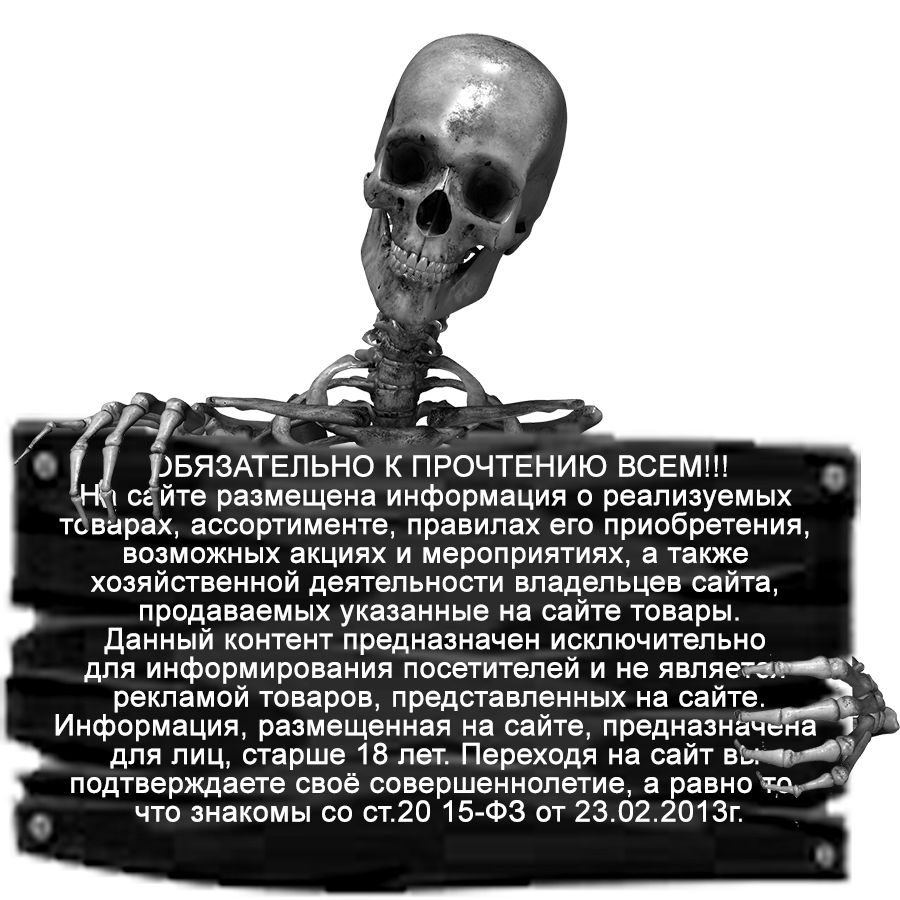 ОБЯЗАТЕЛЬНО К ПРОЧТЕНИЮ ВСЕМ!!!
На сайте размещена информация о реализуемых
товарах, ассортименте, правилах его приобретения,
возможных акциях и мероприятиях, а также
хозяйственной деятельности владельцев сайта,
продаваемых указанные на сайте товары.
Данный контент предназначен исключительно
для информирования посетителей и не является
рекламой товаров, представленных на сайте.
Информация, размещенная на сайте, предназначена
для лиц, старше 18 лет. Переходя на сайт вы
подтверждаете своё совершеннолетие, а равно то,
что знакомы со ст.20 15-ФЗ от 23.02.2013г.